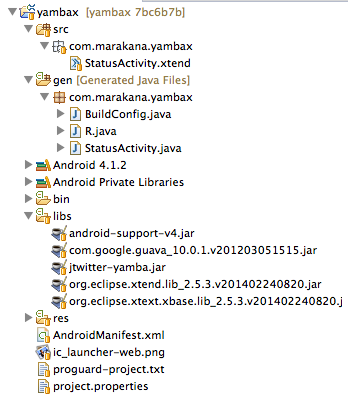 yambax [yambax 7bc6b7b]
src
com.marakana.yambax
StatusActivity.xtend
gen [Generated Java Files]
com.marakana.yambax
BuildConfig.java
R.java
StatusActivity.java
Android 4.1.2
Android Private Libraries
bin
libs
android-support-v4.jar
com.google.guava_10.0.1.v201203051515.jar
jtwitter-yamba.jar
org.eclipse.xtend.lib_2.5.3.v201402240820.jar
org.eclipse.xtext.xbase.lib_2.5.3.v201402240820.j
res
AndroidManifest.xml
ic_launcher-web.png
proguard-project.txt
project.properties